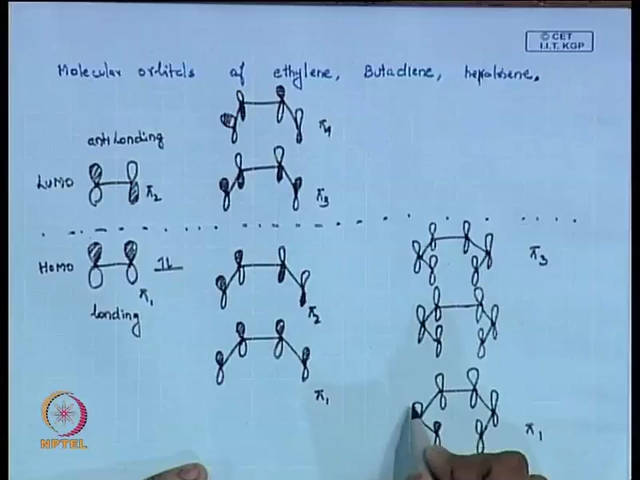 © CET
I.I.T. KGP
Molecular orbitals of ethylene, Butadiene,
π4
antibonding
LUMO
π2
π3
HOMO
π1
bonding
π2
π1
π3
π1
NPTEL